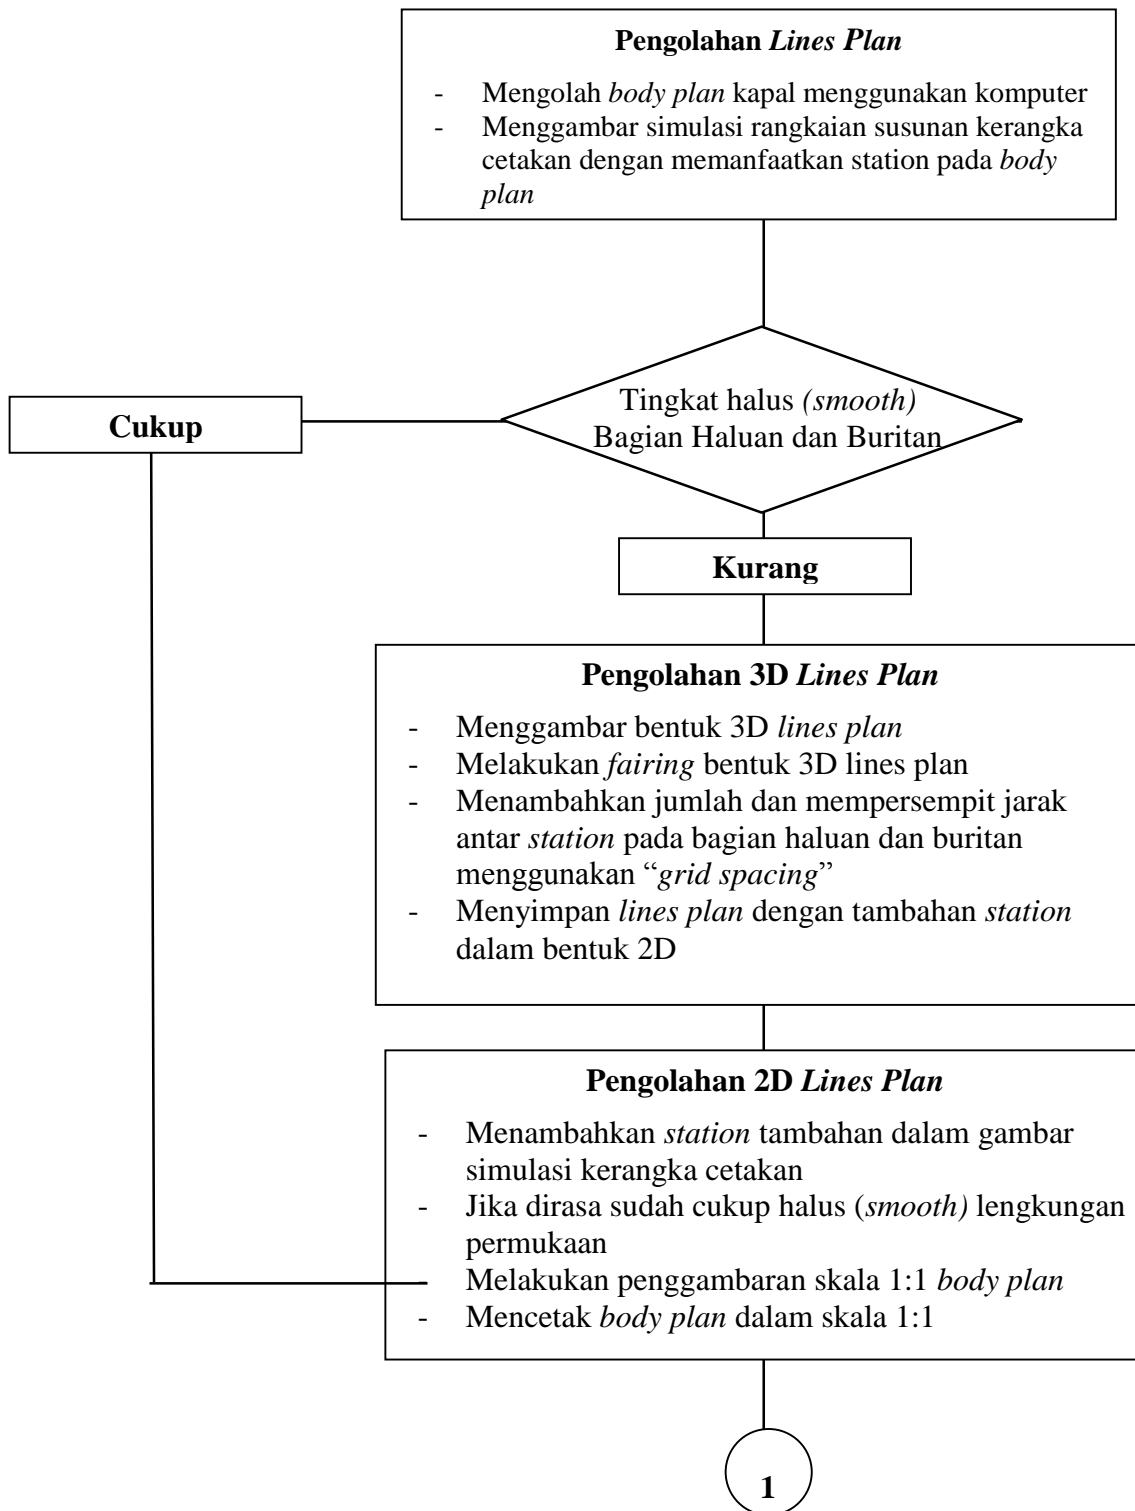 Pengolahan Lines Plan
- Mengolah body plan kapal menggunakan komputer
- Menggambar simulasi rangkaian susunan kerangka
cetakan dengan memanfaatkan station pada body
plan
Tingkat halus (smooth)
Bagian Haluan dan Buritan
Cukup
Kurang
Pengolahan 3D Lines Plan
- Menggambar bentuk 3D lines plan
- Melakukan fairing bentuk 3D lines plan
- Menambahkan jumlah dan mempersempit jarak
antar station pada bagian haluan dan buritan
menggunakan “grid spacing”
- Menyimpan lines plan dengan tambahan station
dalam bentuk 2D
Pengolahan 2D Lines Plan
- Menambahkan station tambahan dalam gambar
simulasi kerangka cetakan
- Jika dirasa sudah cukup halus (smooth) lengkungan
permukaan
- Melakukan penggambaran skala 1:1 body plan
- Mencetak body plan dalam skala 1:1
1